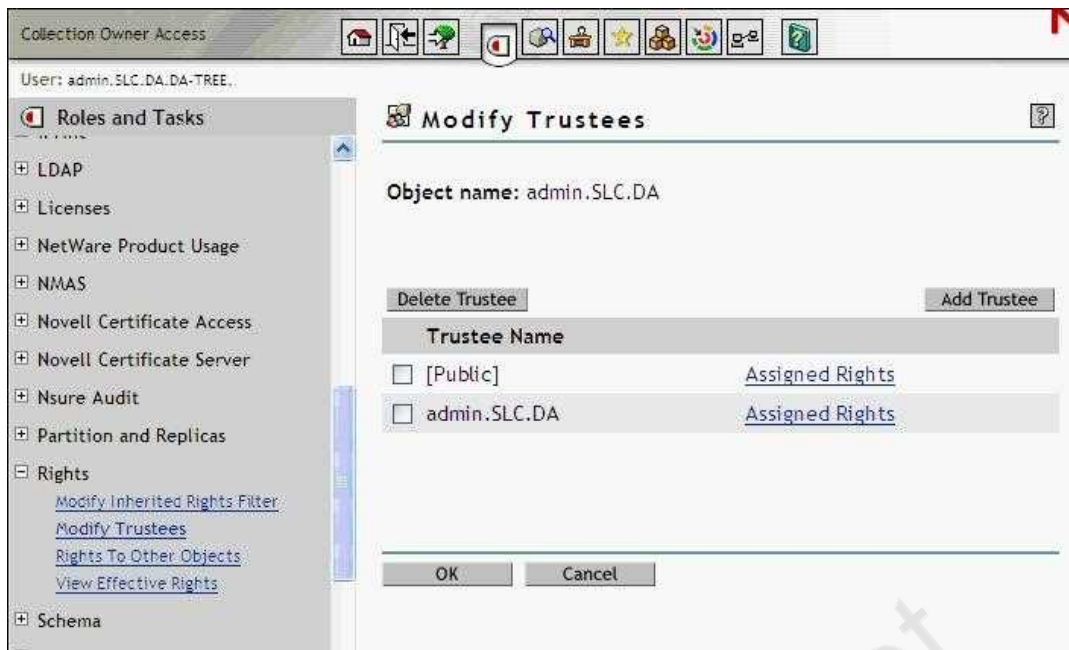 Collection Owner Access
User: admin.SLC.DA.DA-TREE.
Roles and Tasks
LDAP
Licenses
NetWare Product Usage
NMAS
Novell Certificate Access
Novell Certificate Server
Nsure Audit
Partition and Replicas
Rights
Modify Inherited Rights Filter
Modify Trustees
Rights To Other Objects
View Effective Rights
Schema
Modify Trustees
Object name: admin.SLC.DA
Delete Trustee Add Trustee
Trustee Name
[Public] Assigned Rights
admin.SLC.DA Assigned Rights
OK Cancel